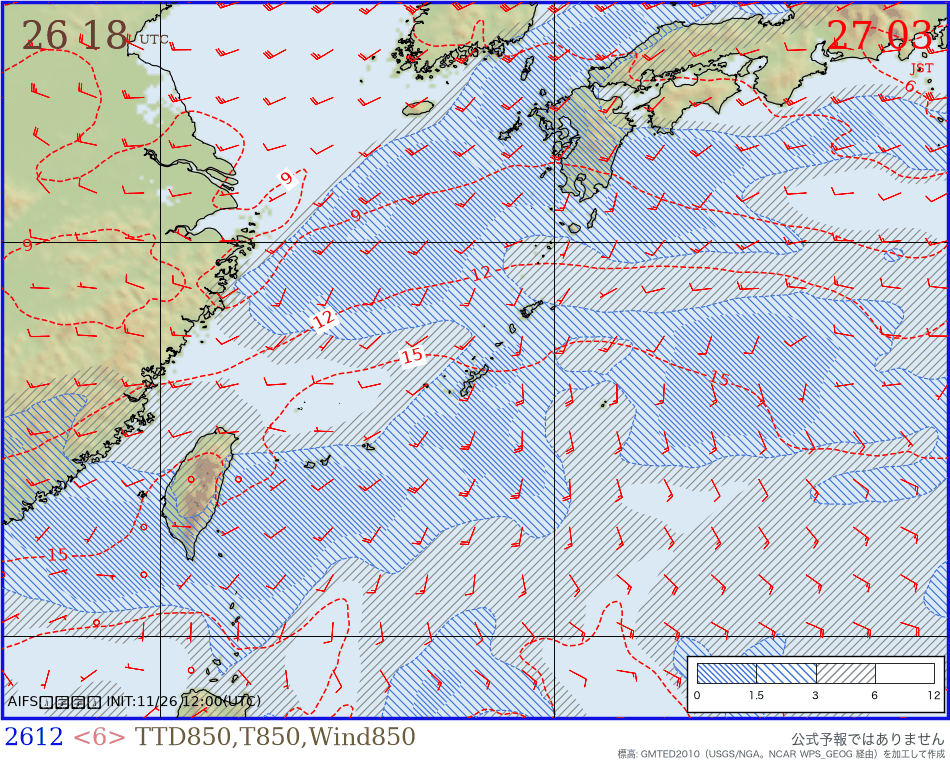 26 18 UTC
27 03 JST
6
9
9
9
12
12
15
15
15
AIFS INIT:11/26 12:00(UTC)
0 1.5 3 6 12
2612 <6> TTD850,T850,Wind850
公式予報ではありません
標高: GMTED2010（USGS/NGA。NCAR WPS_GEOG 経由）を加工して作成